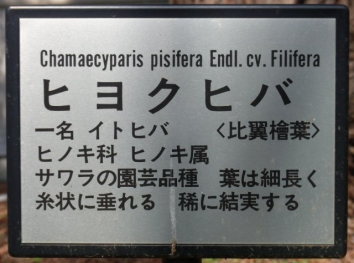 Chamaecyparis pisifera Endl. cv. Filifera
ヒヨクヒバ
一名 イトヒバ 〈比翼檜葉〉
ヒノキ科 ヒノキ属
サワラの園芸品種 葉は細長く
糸状に垂れる 稀に結実する